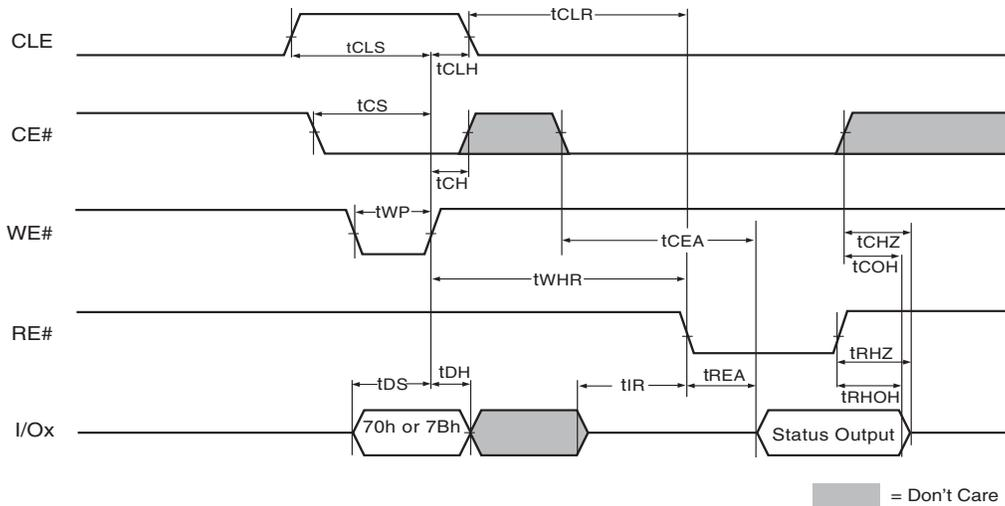 tCLR
CLE
tCLS
tCLH
tCS
CE#
tCH
tWP
WE#
tCEA
tCHZ
tCOH
tWHR
RE#
tRHZ
tDS
tDH
tIR
tREA
tRHOH
I/Ox
70h or 7Bh
Status Output
= Don't Care